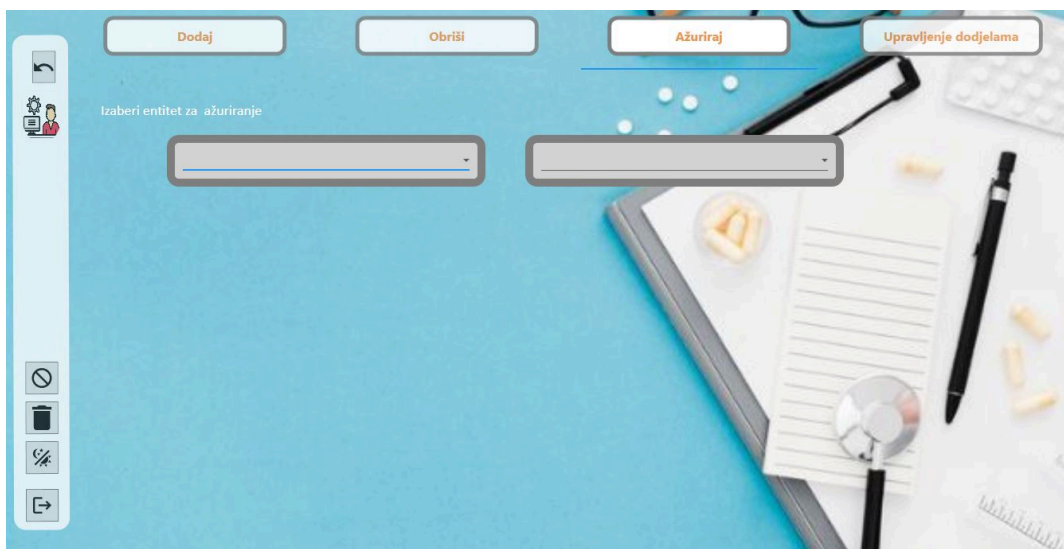 Dodaj
Obriši
Ažuriraj
Upravljenje dodjelama
Izaberi entitet za  ažuriranje